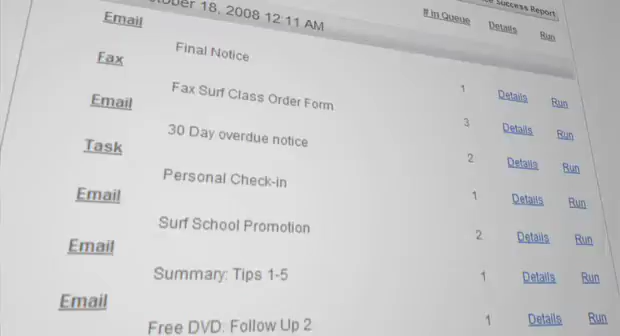 Success Report
18, 2008 12:11 AM # In Queue Details Run
Email Final Notice 1 Details Run
Fax Fax Surf Class Order Form 3 Details Run
Email 30 Day overdue notice 2 Details Run
Task Personal Check-in 1 Details Run
Email Surf School Promotion 2 Details Run
Email Summary: Tips 1-5 1 Details Run
Email Free DVD: Follow Up 2 1 Details Run